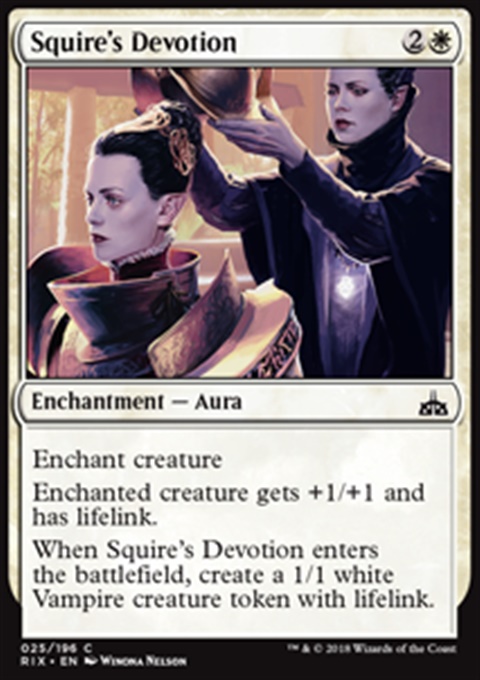 Squire's Devotion 2
Enchantment — Aura
Enchant creature
Enchanted creature gets +1/+1 and
has lifelink.
When Squire's Devotion enters
the battlefield, create a 1/1 white
Vampire creature token with lifelink.
025/196 C
RIX • EN Winona Nelson
™ & © 2018 Wizards of the Coast